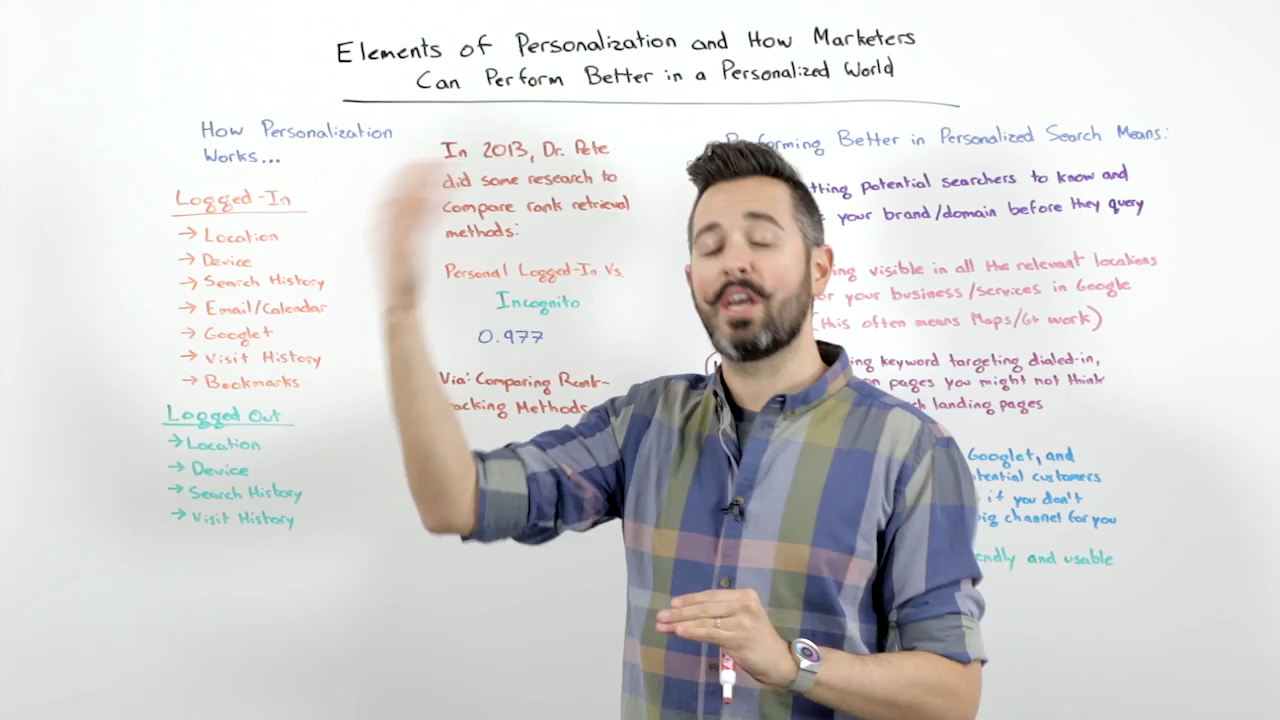 Elements of Personalization and How Marketers
Can Perform Better in a Personalized World
How Personalization
Works...
Logged-In
→ Location
→ Device
→ Search History
→ Email/Calendar
→ Google+
→ Visit History
→ Bookmarks
Logged Out
→ Location
→ Device
→ Search History
→ Visit History
In 2013, Dr. Pete
did some research to
compare rank retrieval
methods:
Personal Logged-In Vs.
Incognito
0.977
Via: Comparing Rank-
Methods
Better in Personalized Search Means:
potential searchers to know and
your brand/domain before they query
visible in all the relevant locations
your business/services in Google
(this often means Maps/G+ work)
keyword targeting dialed-in,
pages you might not think
landing pages
Google+, and
customers
if you don't
channel for you
and usable